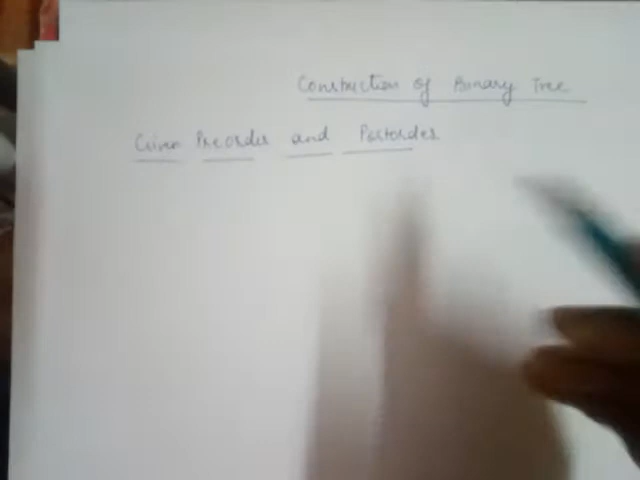 Construction of Binary Tree
Given Preorder and Postorder